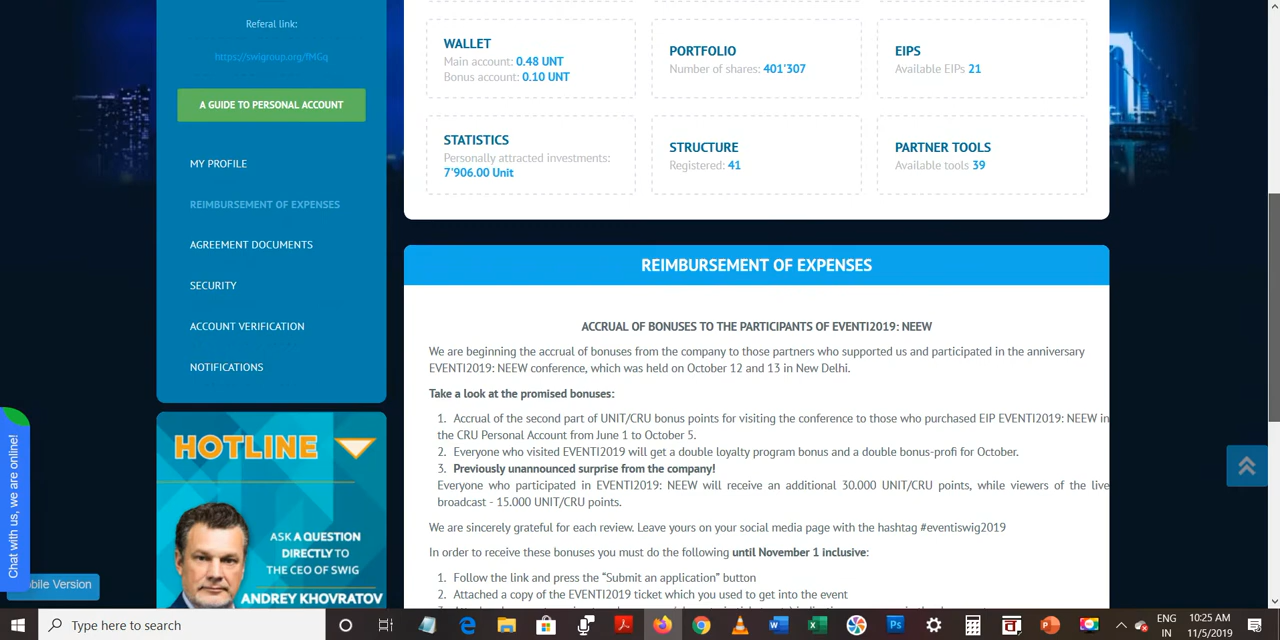 Referal link:
https://swigroup.org/fMGq
A GUIDE TO PERSONAL ACCOUNT
MY PROFILE
REIMBURSEMENT OF EXPENSES
AGREEMENT DOCUMENTS
SECURITY
ACCOUNT VERIFICATION
NOTIFICATIONS
HOTLINE
ASK A QUESTION
DIRECTLY TO
THE CEO OF SWIG
ANDREY KHOVRATOV
Chat with us, we are online!
bile Version
WALLET
Main account: 0.48 UNT
Bonus account: 0.10 UNT
PORTFOLIO
Number of shares: 401'307
EIPS
Available EIPs 21
STATISTICS
Personally attracted investments:
7'906.00 Unit
STRUCTURE
Registered: 41
PARTNER TOOLS
Available tools 39
REIMBURSEMENT OF EXPENSES
ACCRUAL OF BONUSES TO THE PARTICIPANTS OF EVENTI2019: NEEW
We are beginning the accrual of bonuses from the company to those partners who supported us and participated in the anniversary
EVENTI2019: NEEW conference, which was held on October 12 and 13 in New Delhi.
Take a look at the promised bonuses:
1. Accrual of the second part of UNIT/CRU bonus points for visiting the conference to those who purchased EIP EVENTI2019: NEEW in
the CRU Personal Account from June 1 to October 5.
2. Everyone who visited EVENTI2019 will get a double loyalty program bonus and a double bonus-profi for October.
3. Previously unannounced surprise from the company!
Everyone who participated in EVENTI2019: NEEW will receive an additional 30.000 UNIT/CRU points, while viewers of the live
broadcast - 15.000 UNIT/CRU points.
We are sincerely grateful for each review. Leave yours on your social media page with the hashtag #eventiswig2019
In order to receive these bonuses you must do the following until November 1 inclusive:
1. Follow the link and press the “Submit an application” button
2. Attached a copy of the EVENTI2019 ticket which you used to get into the event
Type here to search
ENG
IN
10:25 AM
11/5/2019